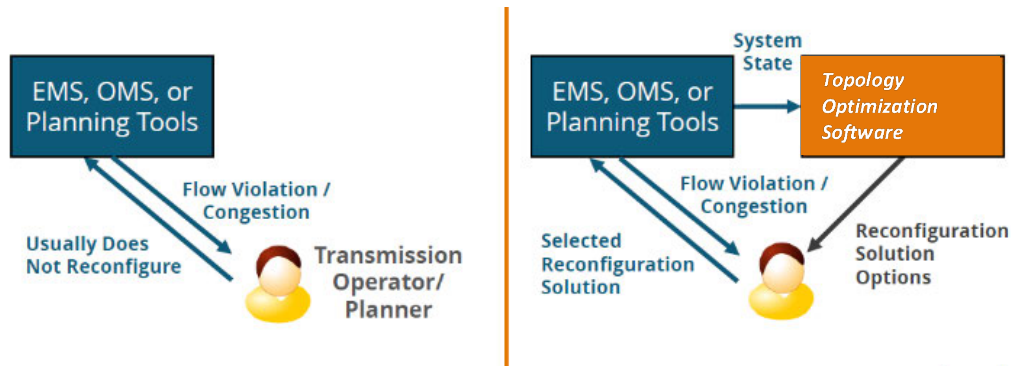 EMS, OMS, or
Planning Tools
Flow Violation /
Congestion
Usually Does
Not Reconfigure
Transmission
Operator/
Planner
System
State
EMS, OMS, or
Planning Tools
Topology
Optimization
Software
Flow Violation /
Congestion
Selected
Reconfiguration
Solution
Reconfiguration
Solution
Options